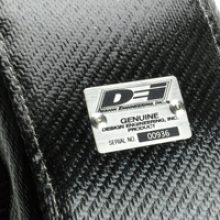 DEI
DESIGN ENGINEERING, INC.
GENUINE
DESIGN ENGINEERING, INC.
PRODUCT
SERIAL NO. 00936